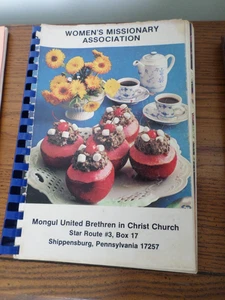 WOMEN'S MISSIONARY
ASSOCIATION
Mongul United Brethren in Christ Church
Star Route #3, Box 17
Shippensburg, Pennsylvania 17257